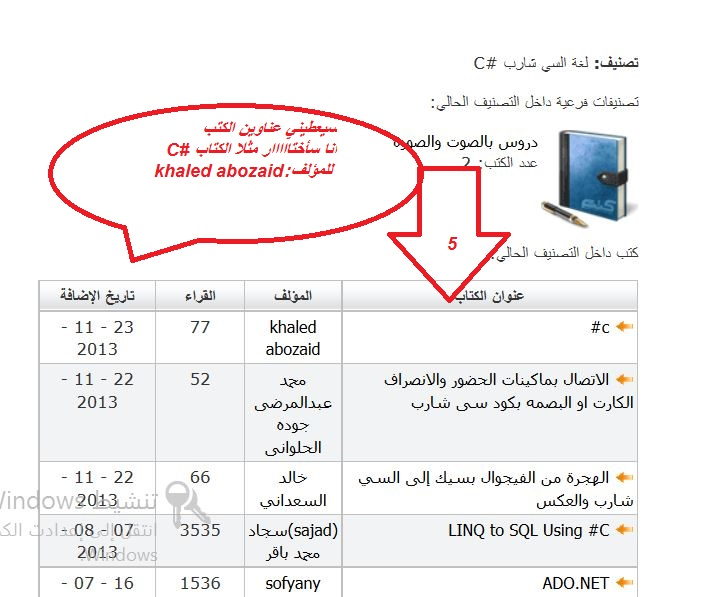 تصنيف: لغة السي شارب #C
تصنيفات فرعية داخل التصنيف الحالي:
دروس بالصوت والصورة
عدد الكتب: 2
سيعطيني عناوين الكتب
انا سأختااااار مثلا الكتاب #C
للمؤلف:khaled abozaid
5
كتب داخل التصنيف الحالي:
عنوان الكتاب المؤلف القراء تاريخ الإضافة
#c khaled abozaid 77 23 - 11 - 2013
الاتصال بماكينات الحضور والانصراف الكارت او البصمه بكود سى شارب محمد عبدالمرضى جوده الحلوانى 52 22 - 11 - 2013
الهجرة من الفيجوال بسيك إلى السي شارب والعكس خالد السعداني 66 22 - 11 - 2013
LINQ to SQL Using #C (sajad)سجاد محمد باقر 3535 07 - 08 - 2013
ADO.NET sofyany 1536 16 - 07 -
تنشيط Windows
انتقل إلى إعدادت الك
Windows.